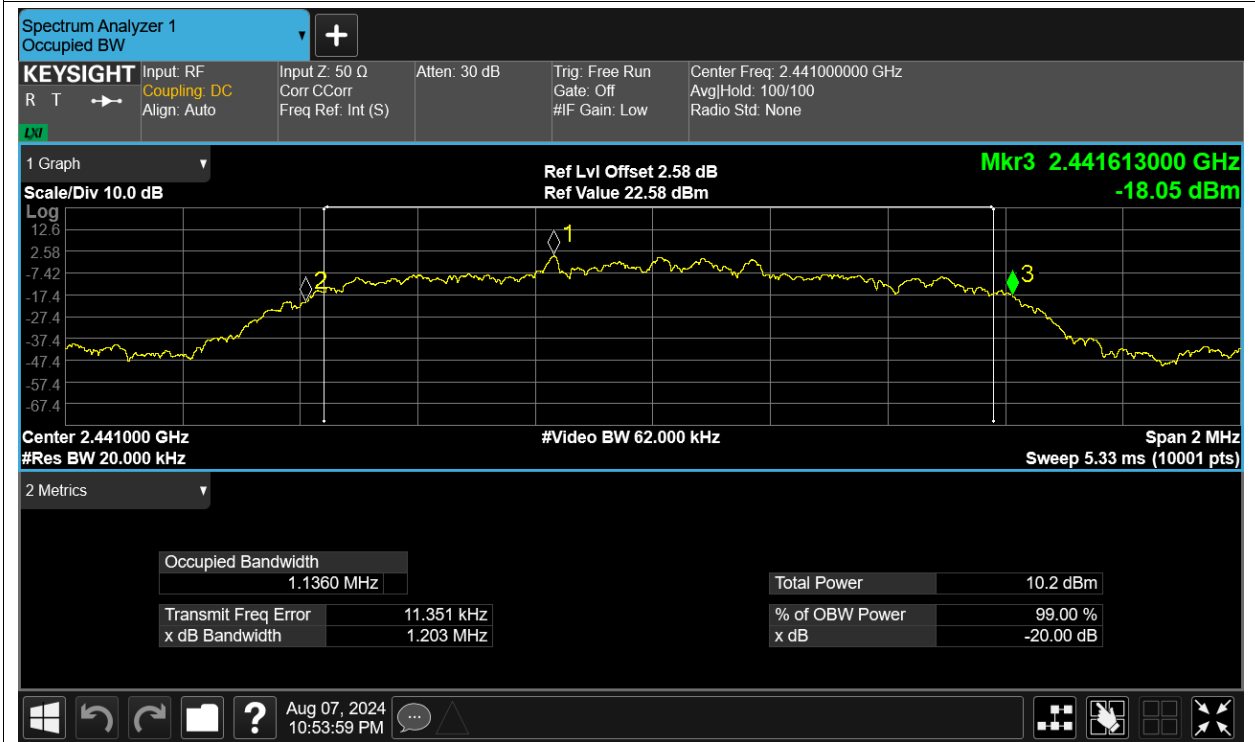 Spectrum Analyzer 1
Occupied BW
KEYSIGHT
R T
LXI
Input: RF
Coupling: DC
Align: Auto
Input Z: 50 Ω
Corr CCorr
Freq Ref: Int (S)
Atten: 30 dB
Trig: Free Run
Gate: Off
#IF Gain: Low
Center Freq: 2.441000000 GHz
Avg|Hold: 100/100
Radio Std: None
1 Graph
Scale/Div 10.0 dB
Ref Lvl Offset 2.58 dB
Ref Value 22.58 dBm
Mkr3 2.441613000 GHz
-18.05 dBm
Log
12.6
2.58
-7.42
-17.4
-27.4
-37.4
-47.4
-57.4
-67.4
1
2
3
Center 2.441000 GHz
#Res BW 20.000 kHz
#Video BW 62.000 kHz
Span 2 MHz
Sweep 5.33 ms (10001 pts)
2 Metrics
Occupied Bandwidth
1.1360 MHz
Transmit Freq Error 11.351 kHz
x dB Bandwidth 1.203 MHz
Total Power 10.2 dBm
% of OBW Power 99.00 %
x dB -20.00 dB
?
Aug 07, 2024
10:53:59 PM